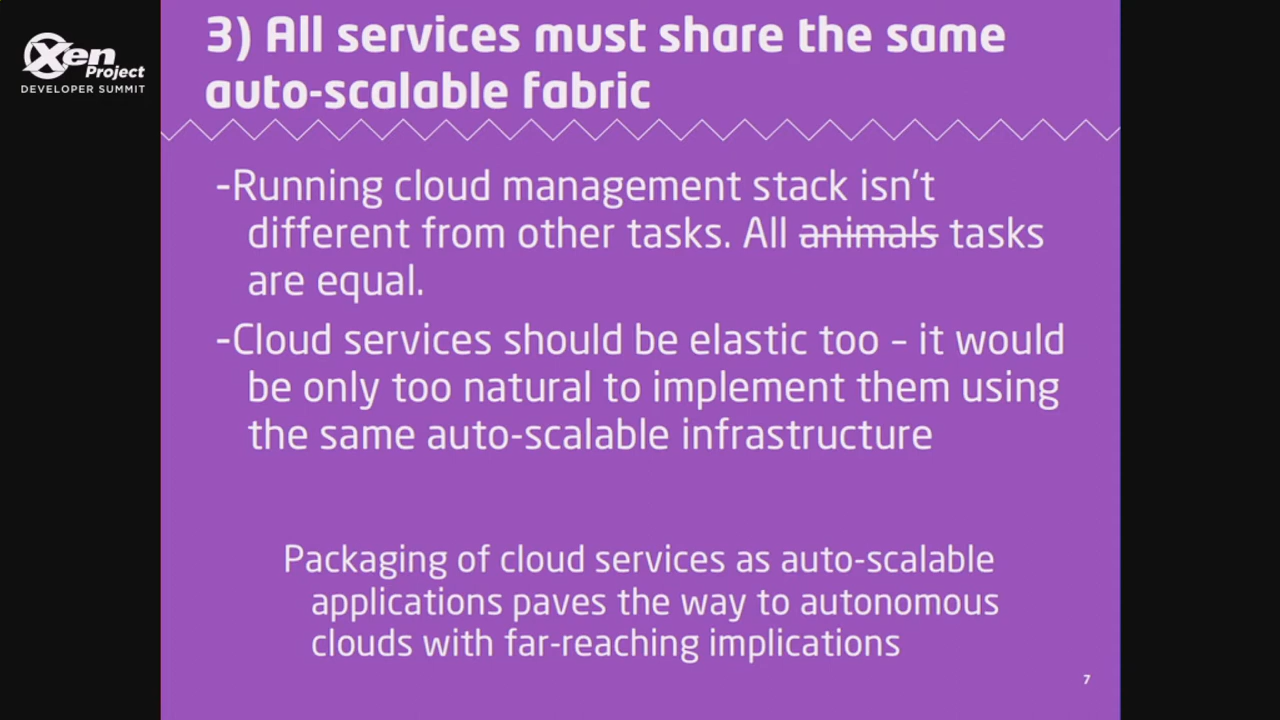 Xen
Project
DEVELOPER SUMMIT
3) All services must share the same
auto-scalable fabric
-Running cloud management stack isn't
different from other tasks. All animals tasks
are equal.
-Cloud services should be elastic too – it would
be only too natural to implement them using
the same auto-scalable infrastructure
Packaging of cloud services as auto-scalable
applications paves the way to autonomous
clouds with far-reaching implications
7